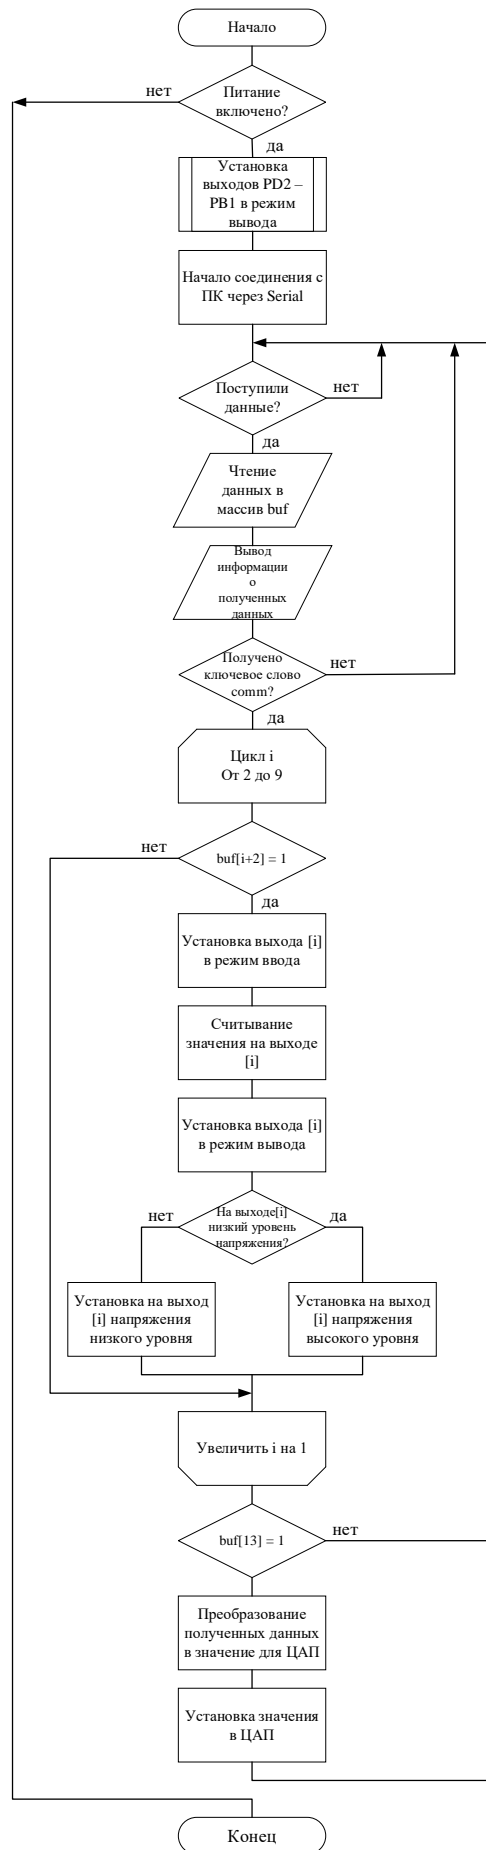 Начало
нет
Питание
включено?
да
Установка
выходов PD2 –
PB1 в режим
вывода
Начало соединения с
ПК через Serial
Поступили
данные?
нет
да
Чтение
данных в
массив buf
Вывод
информации
о
полученных
данных
Получено
ключевое слово
comm?
нет
да
Цикл i
От 2 до 9
нет
buf[i+2] = 1
да
Установка выхода [i]
в режим ввода
Считывание
значения на выходе
[i]
Установка выхода [i]
в режим вывода
нет
На выходе[i]
низкий уровень
напряжения?
да
Установка на выход
[i] напряжения
низкого уровня
Установка на выход
[i] напряжения
высокого уровня
Увеличить i на 1
buf[13] = 1
нет
Преобразование
полученных данных
в значение для ЦАП
Установка значения
в ЦАП
Конец